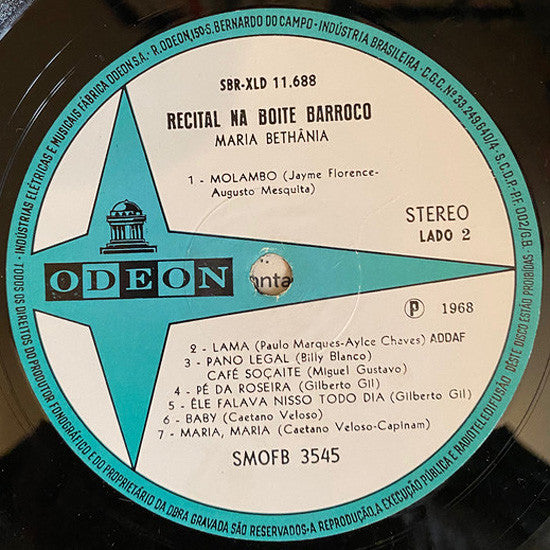 INDÚSTRIAS ELÉTRICAS E MUSICAIS FÁBRICA ODEON S.A. - R. ODEON, 150 S. BERNARDO DO CAMPO - INDÚSTRIA BRASILEIRA - C.G.C. Nº 33.249.640/4 - S.C.D.P.-P.F. 002/G. B.
SBR-XLD 11.688
RECITAL NA BOITE BARROCO
MARIA BETHÂNIA
1 - MOLAMBO (Jayme Florence-
Augusto Mesquita)
STEREO
LADO 2
ODEON
anta
P 1968
2 - LAMA (Paulo Marques-Aylce Chaves) ADDAF
3 - PANO LEGAL (Billy Blanco)
CAFÉ SOÇAITE (Miguel Gustavo)
4 - PÉ DA ROSEIRA (Gilberto Gil)
5 - ÊLE FALAVA NISSO TODO DIA (Gilberto Gil)
6 - BABY (Caetano Veloso)
7 - MARIA, MARIA (Caetano Veloso-Capinam)
SMOFB 3545
TODOS OS DIREITOS DO PRODUTOR FONOGRÁFICO E DO PROPRIETÁRIO DA OBRA GRAVADA SÃO RESERVADOS - A REPRODUÇÃO, A EXECUÇÃO PÚBLICA E RADIOTELEDIFUSÃO DÊSTE DISCO ESTÃO PROIBIDAS